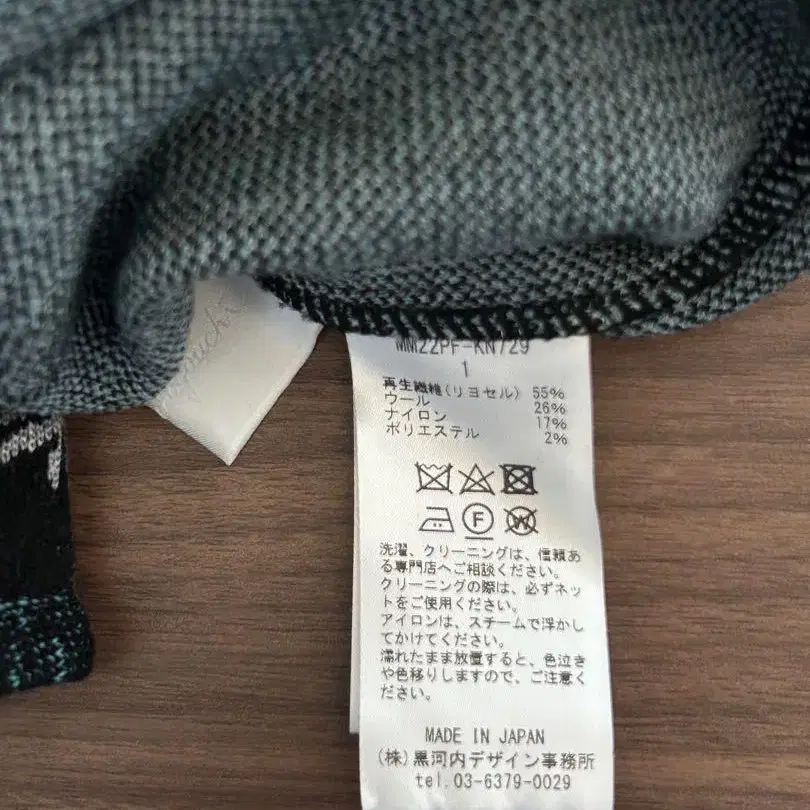 MM22PF-KN729
1
再生繊維(リヨセル) 55%
ウール 26%
ナイロン 17%
ポリエステル 2%
F
W
洗濯、クリーニングは、信頼あ
る専門店へご相談ください。
クリーニングの際は、必ずネッ
トをご使用ください。
アイロンは、スチームで浮かし
てかけてください。
濡れたまま放置すると、色泣き
や色移りしますので、ご注意く
ださい。
MADE IN JAPAN
(株)黒河内デザイン事務所
tel.03-6379-0029